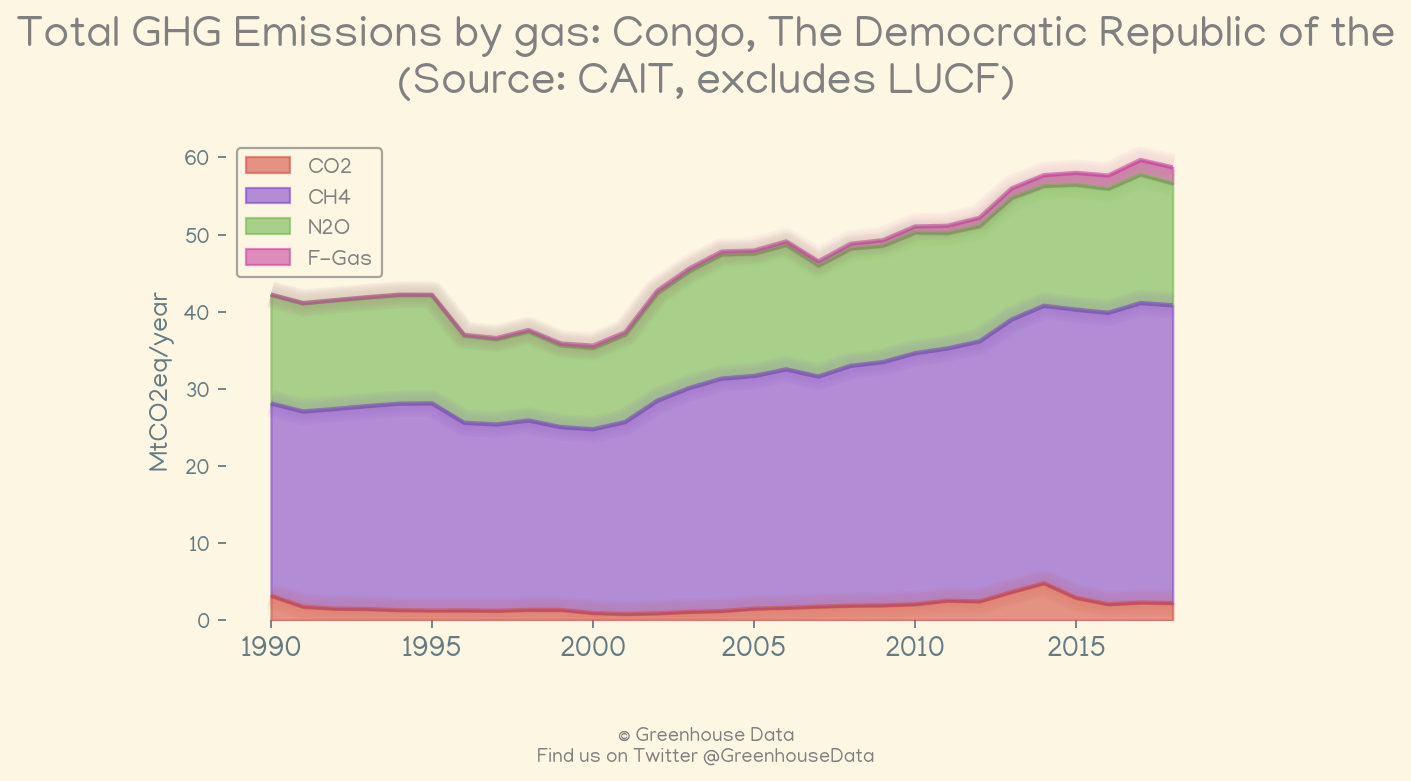 Total GHG Emissions by gas: Congo, The Democratic Republic of the
(Source: CAIT, excludes LUCF)
60
50
40
30
20
10
0
MtCO2eq/year
CO2
CH4
N2O
F-Gas
1990
1995
2000
2005
2010
2015
© Greenhouse Data
Find us on Twitter @GreenhouseData